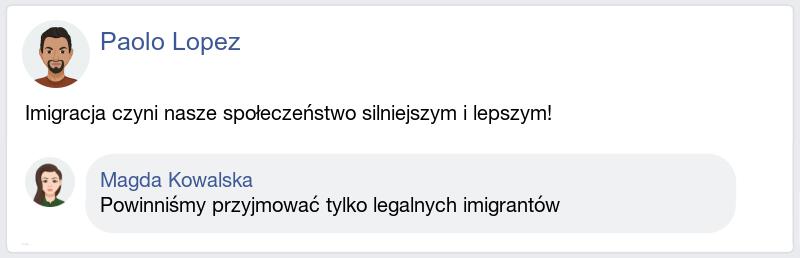 Paolo Lopez
Imigracja czyni nasze społeczeństwo silniejszym i lepszym!
Magda Kowalska
Powinniśmy przyjmować tylko legalnych imigrantów